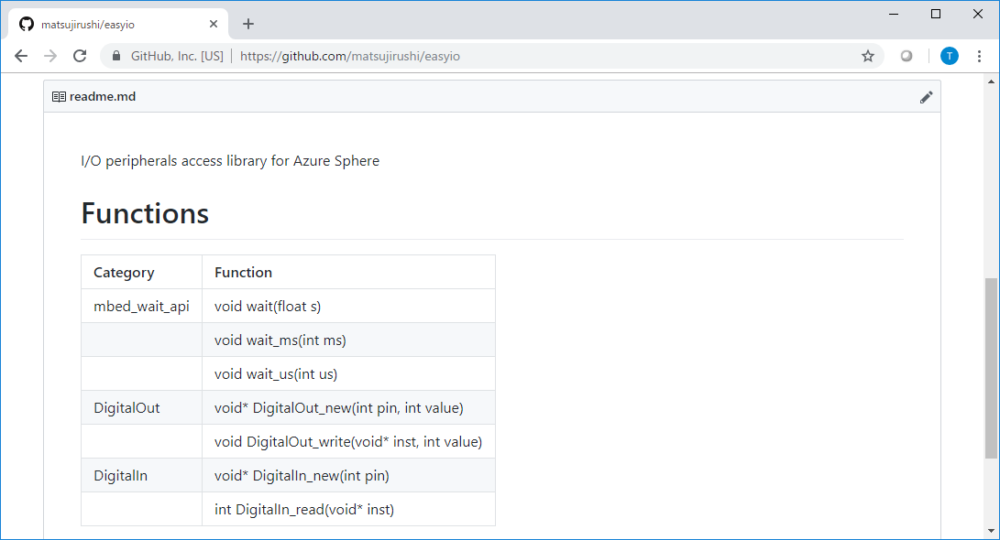 matsujirushi/easyio
GitHub, Inc. [US] | https://github.com/matsujirushi/easyio
T
readme.md
I/O peripherals access library for Azure Sphere
Functions
Category Function
mbed_wait_api void wait(float s)
void wait_ms(int ms)
void wait_us(int us)
DigitalOut void* DigitalOut_new(int pin, int value)
void DigitalOut_write(void* inst, int value)
DigitalIn void* DigitalIn_new(int pin)
int DigitalIn_read(void* inst)